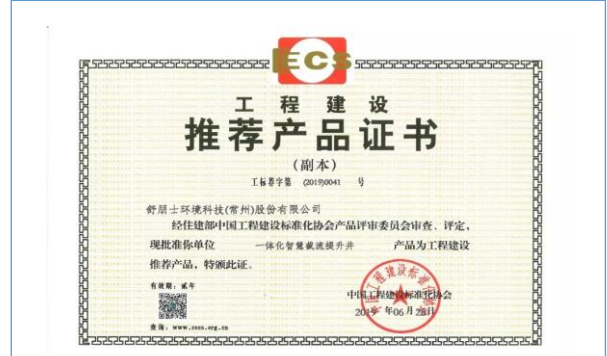 ECS
工程建设
推荐产品证书
(副本)
工标荐字第 (2019)0041 号
舒朋士环境科技(常州)股份有限公司
经住建部中国工程建设标准化协会产品评审委员会审查、评定,
现批准你单位 一体化智慧截流提升井 产品为工程建设
推荐产品,特颁此证。
有效期:贰年
中国工程建设标准化协会
2019 年06月28日
查询:www.cecs.org.cn